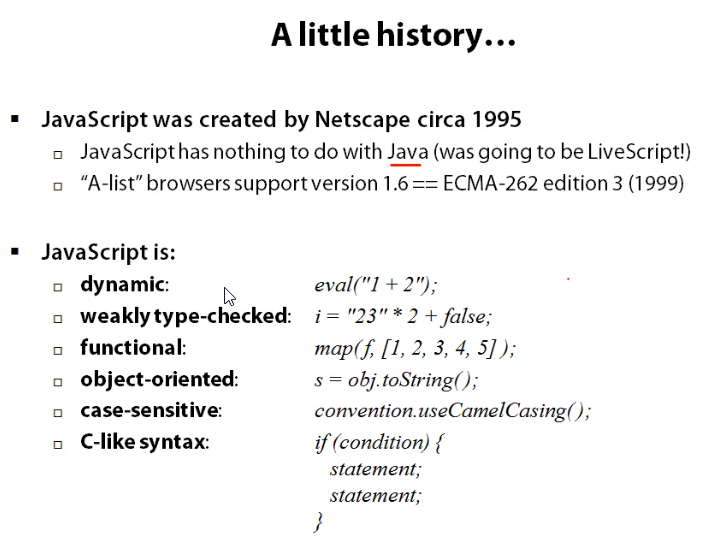 A little history…
JavaScript was created by Netscape circa 1995
JavaScript has nothing to do with Java (was going to be LiveScript!)
“A-list” browsers support version 1.6 == ECMA-262 edition 3 (1999)
JavaScript is:
dynamic: eval("1 + 2");
weakly type-checked: i = "23" * 2 + false;
functional: map(f, [1, 2, 3, 4, 5] );
object-oriented: s = obj.toString();
case-sensitive: convention.useCamelCasing();
C-like syntax: if (condition) {
statement;
statement;
}